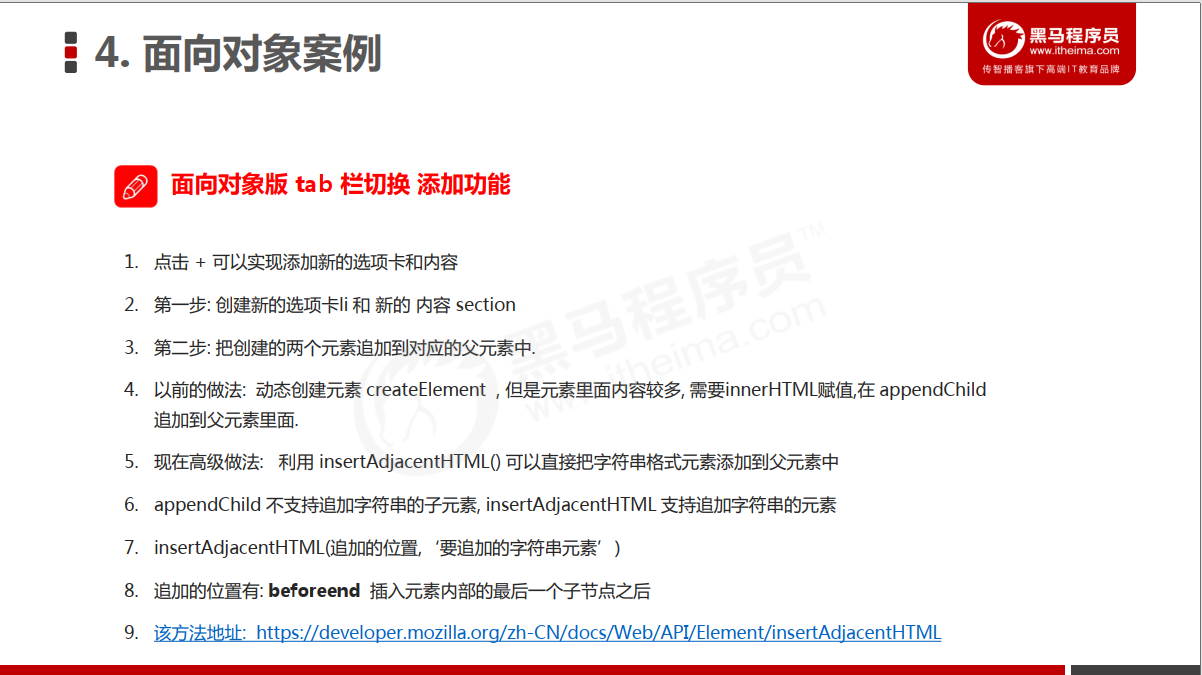 4. 面向对象案例
黑马程序员
www.itheima.com
传智播客旗下高端IT教育品牌
面向对象版 tab 栏切换 添加功能
1. 点击 + 可以实现添加新的选项卡和内容
2. 第一步: 创建新的选项卡li 和 新的 内容 section
3. 第二步: 把创建的两个元素追加到对应的父元素中.
4. 以前的做法: 动态创建元素 createElement , 但是元素里面内容较多, 需要innerHTML赋值,在 appendChild
追加到父元素里面.
5. 现在高级做法: 利用 insertAdjacentHTML() 可以直接把字符串格式元素添加到父元素中
6. appendChild 不支持追加字符串的子元素, insertAdjacentHTML 支持追加字符串的元素
7. insertAdjacentHTML(追加的位置,‘要追加的字符串元素’)
8. 追加的位置有: beforeend 插入元素内部的最后一个子节点之后
9. 该方法地址: https://developer.mozilla.org/zh-CN/docs/Web/API/Element/insertAdjacentHTML
黑马程序员™
www.itheima.com